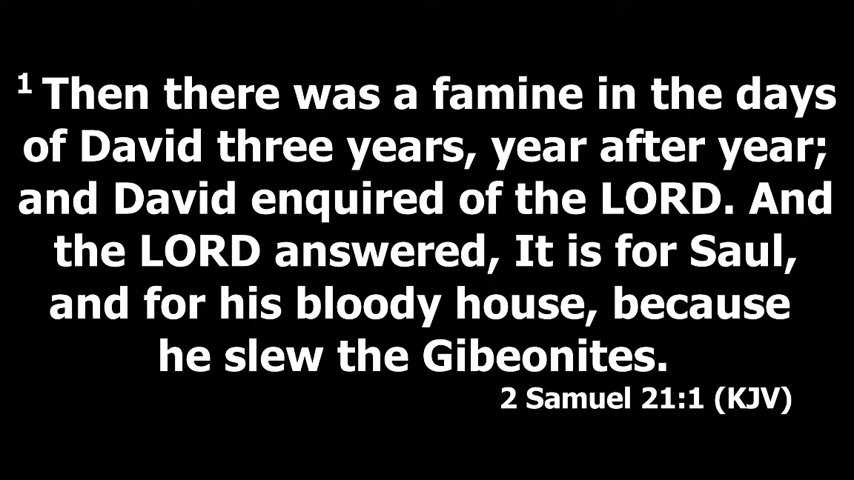 1 Then there was a famine in the days
of David three years, year after year;
and David enquired of the LORD. And
the LORD answered, It is for Saul,
and for his bloody house, because
he slew the Gibeonites.
2 Samuel 21:1 (KJV)